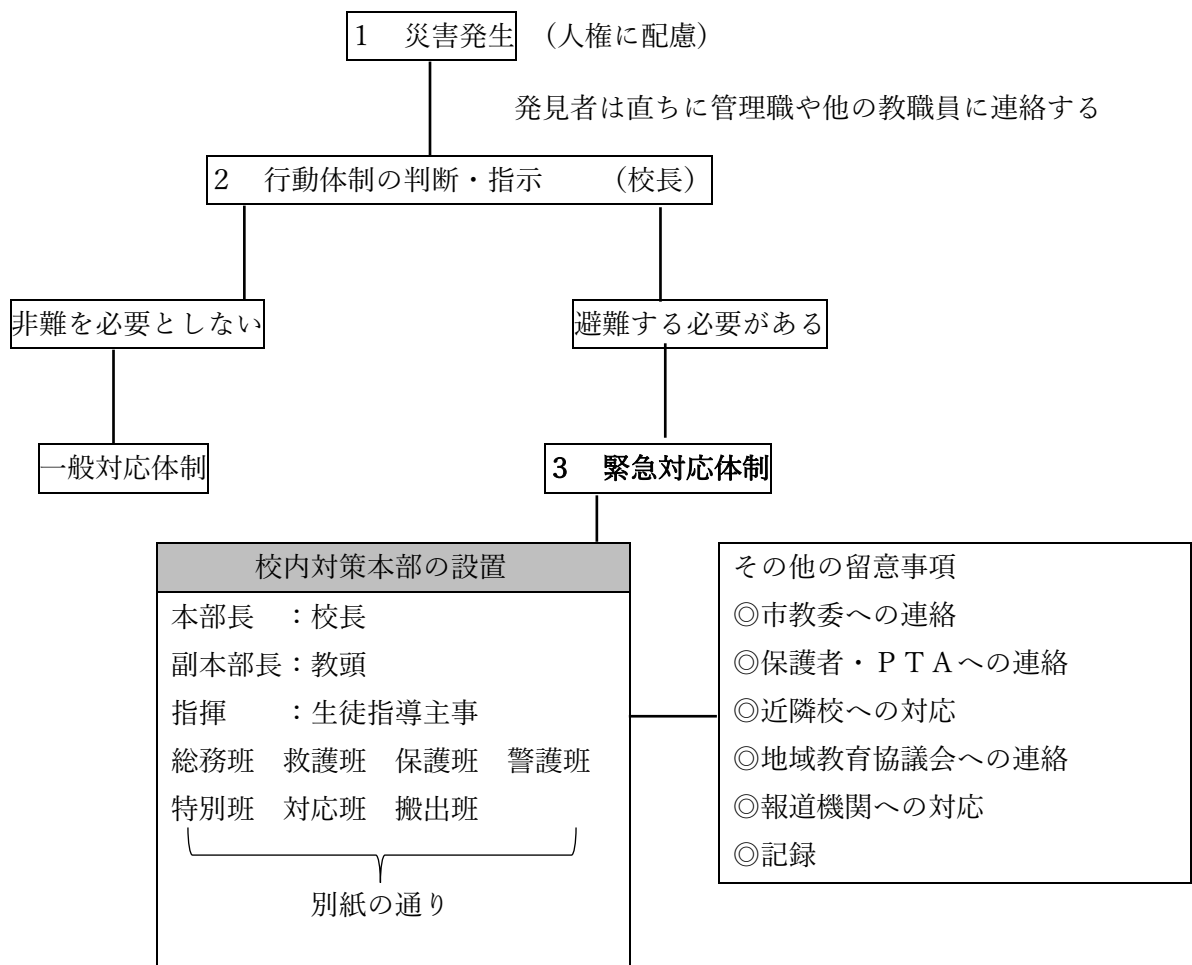 １　災害発生　（人権に配慮）
発見者は直ちに管理職や他の教職員に連絡する
２　行動体制の判断・指示　　（校長）
非難を必要としない
避難する必要がある
一般対応体制
３　緊急対応体制
校内対策本部の設置
本部長　：校長
副本部長：教頭
指揮　　：生徒指導主事
総務班　救護班　保護班　警護班
特別班　対応班　搬出班
別紙の通り
その他の留意事項
◎市教委への連絡
◎保護者・ＰＴＡへの連絡
◎近隣校への対応
◎地域教育協議会への連絡
◎報道機関への対応
◎記録